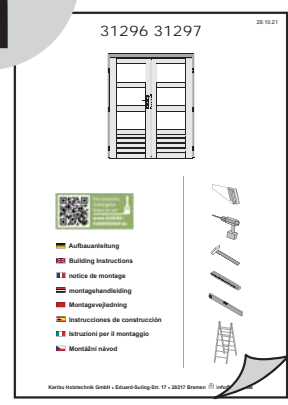 29.10.21
31296 31297
Aufbauanleitung
Building Instructions
notice de montage
montagehandleiding
Montagevejledning
Instrucciones de construcción
Istruzioni per il montaggio
Montážní návod
Karibu Holztechnik GmbH • Eduard-Suling-Str. 17 • 28217 Bremen